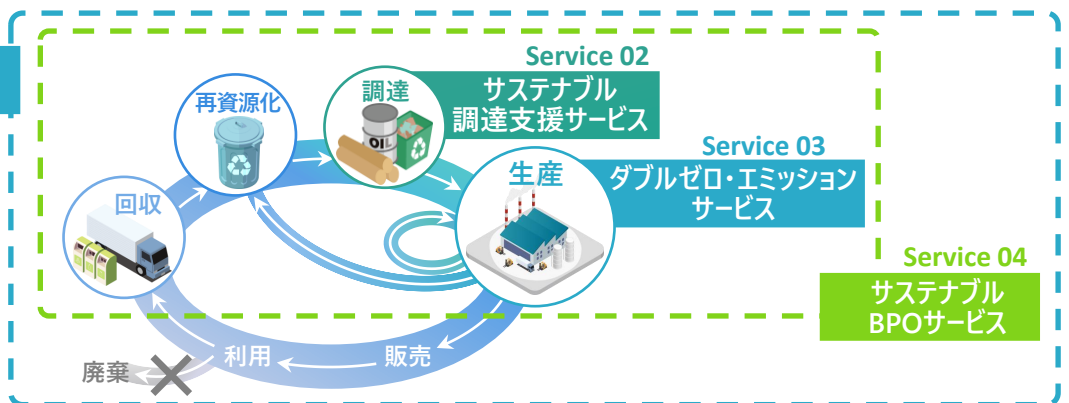 Service 02
サステナブル
調達支援サービス
調達
OIL
再資源化
Service 03
ダブルゼロ・エミッション
サービス
生産
回収
Service 04
サステナブル
BPOサービス
販売
利用
廃棄